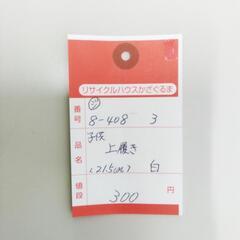 リサイクルハウスかざぐるま
番号 8-408 3
品名 子供
上履き
(21.5cm) 白
値段 300 円